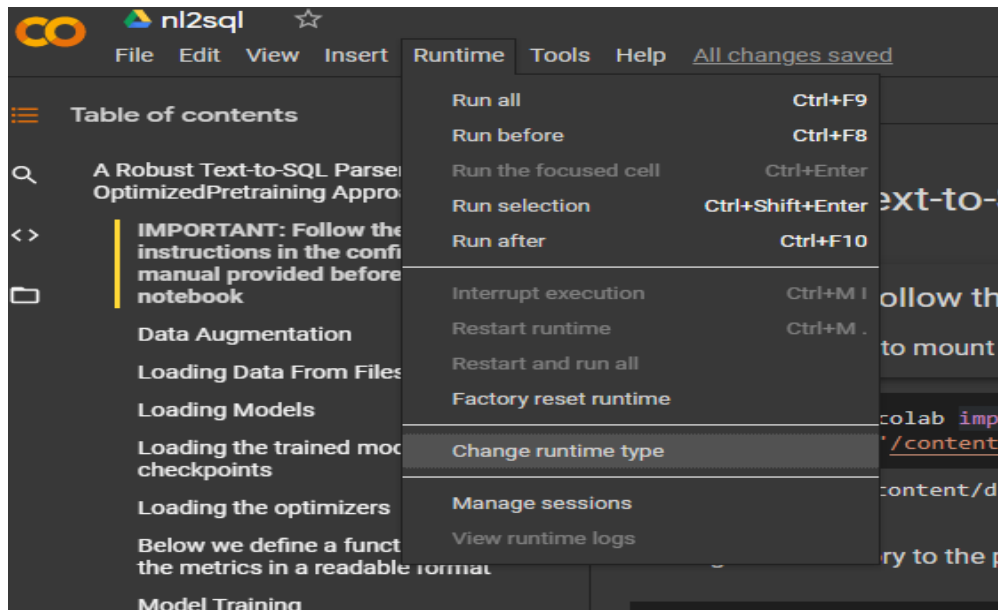 nl2sql
File Edit View Insert Runtime Tools Help All changes saved
Table of contents
A Robust Text-to-SQL Parser
OptimizedPretraining Appro
IMPORTANT: Follow the
instructions in the confi
manual provided before
notebook
Data Augmentation
Loading Data From Files
Loading Models
Loading the trained mod
checkpoints
Loading the optimizers
Below we define a funct
the metrics in a readable format
Model Training
Run all Ctrl+F9
Run before Ctrl+F8
Run the focused cell Ctrl+Enter
Run selection Ctrl+Shift+Enter
Run after Ctrl+F10
Interrupt execution Ctrl+M I
Restart runtime Ctrl+M .
Restart and run all
Factory reset runtime
Change runtime type
Manage sessions
View runtime logs
ext-to-
ollow th
to mount
colab imp
'/content
content/d
ry to the p